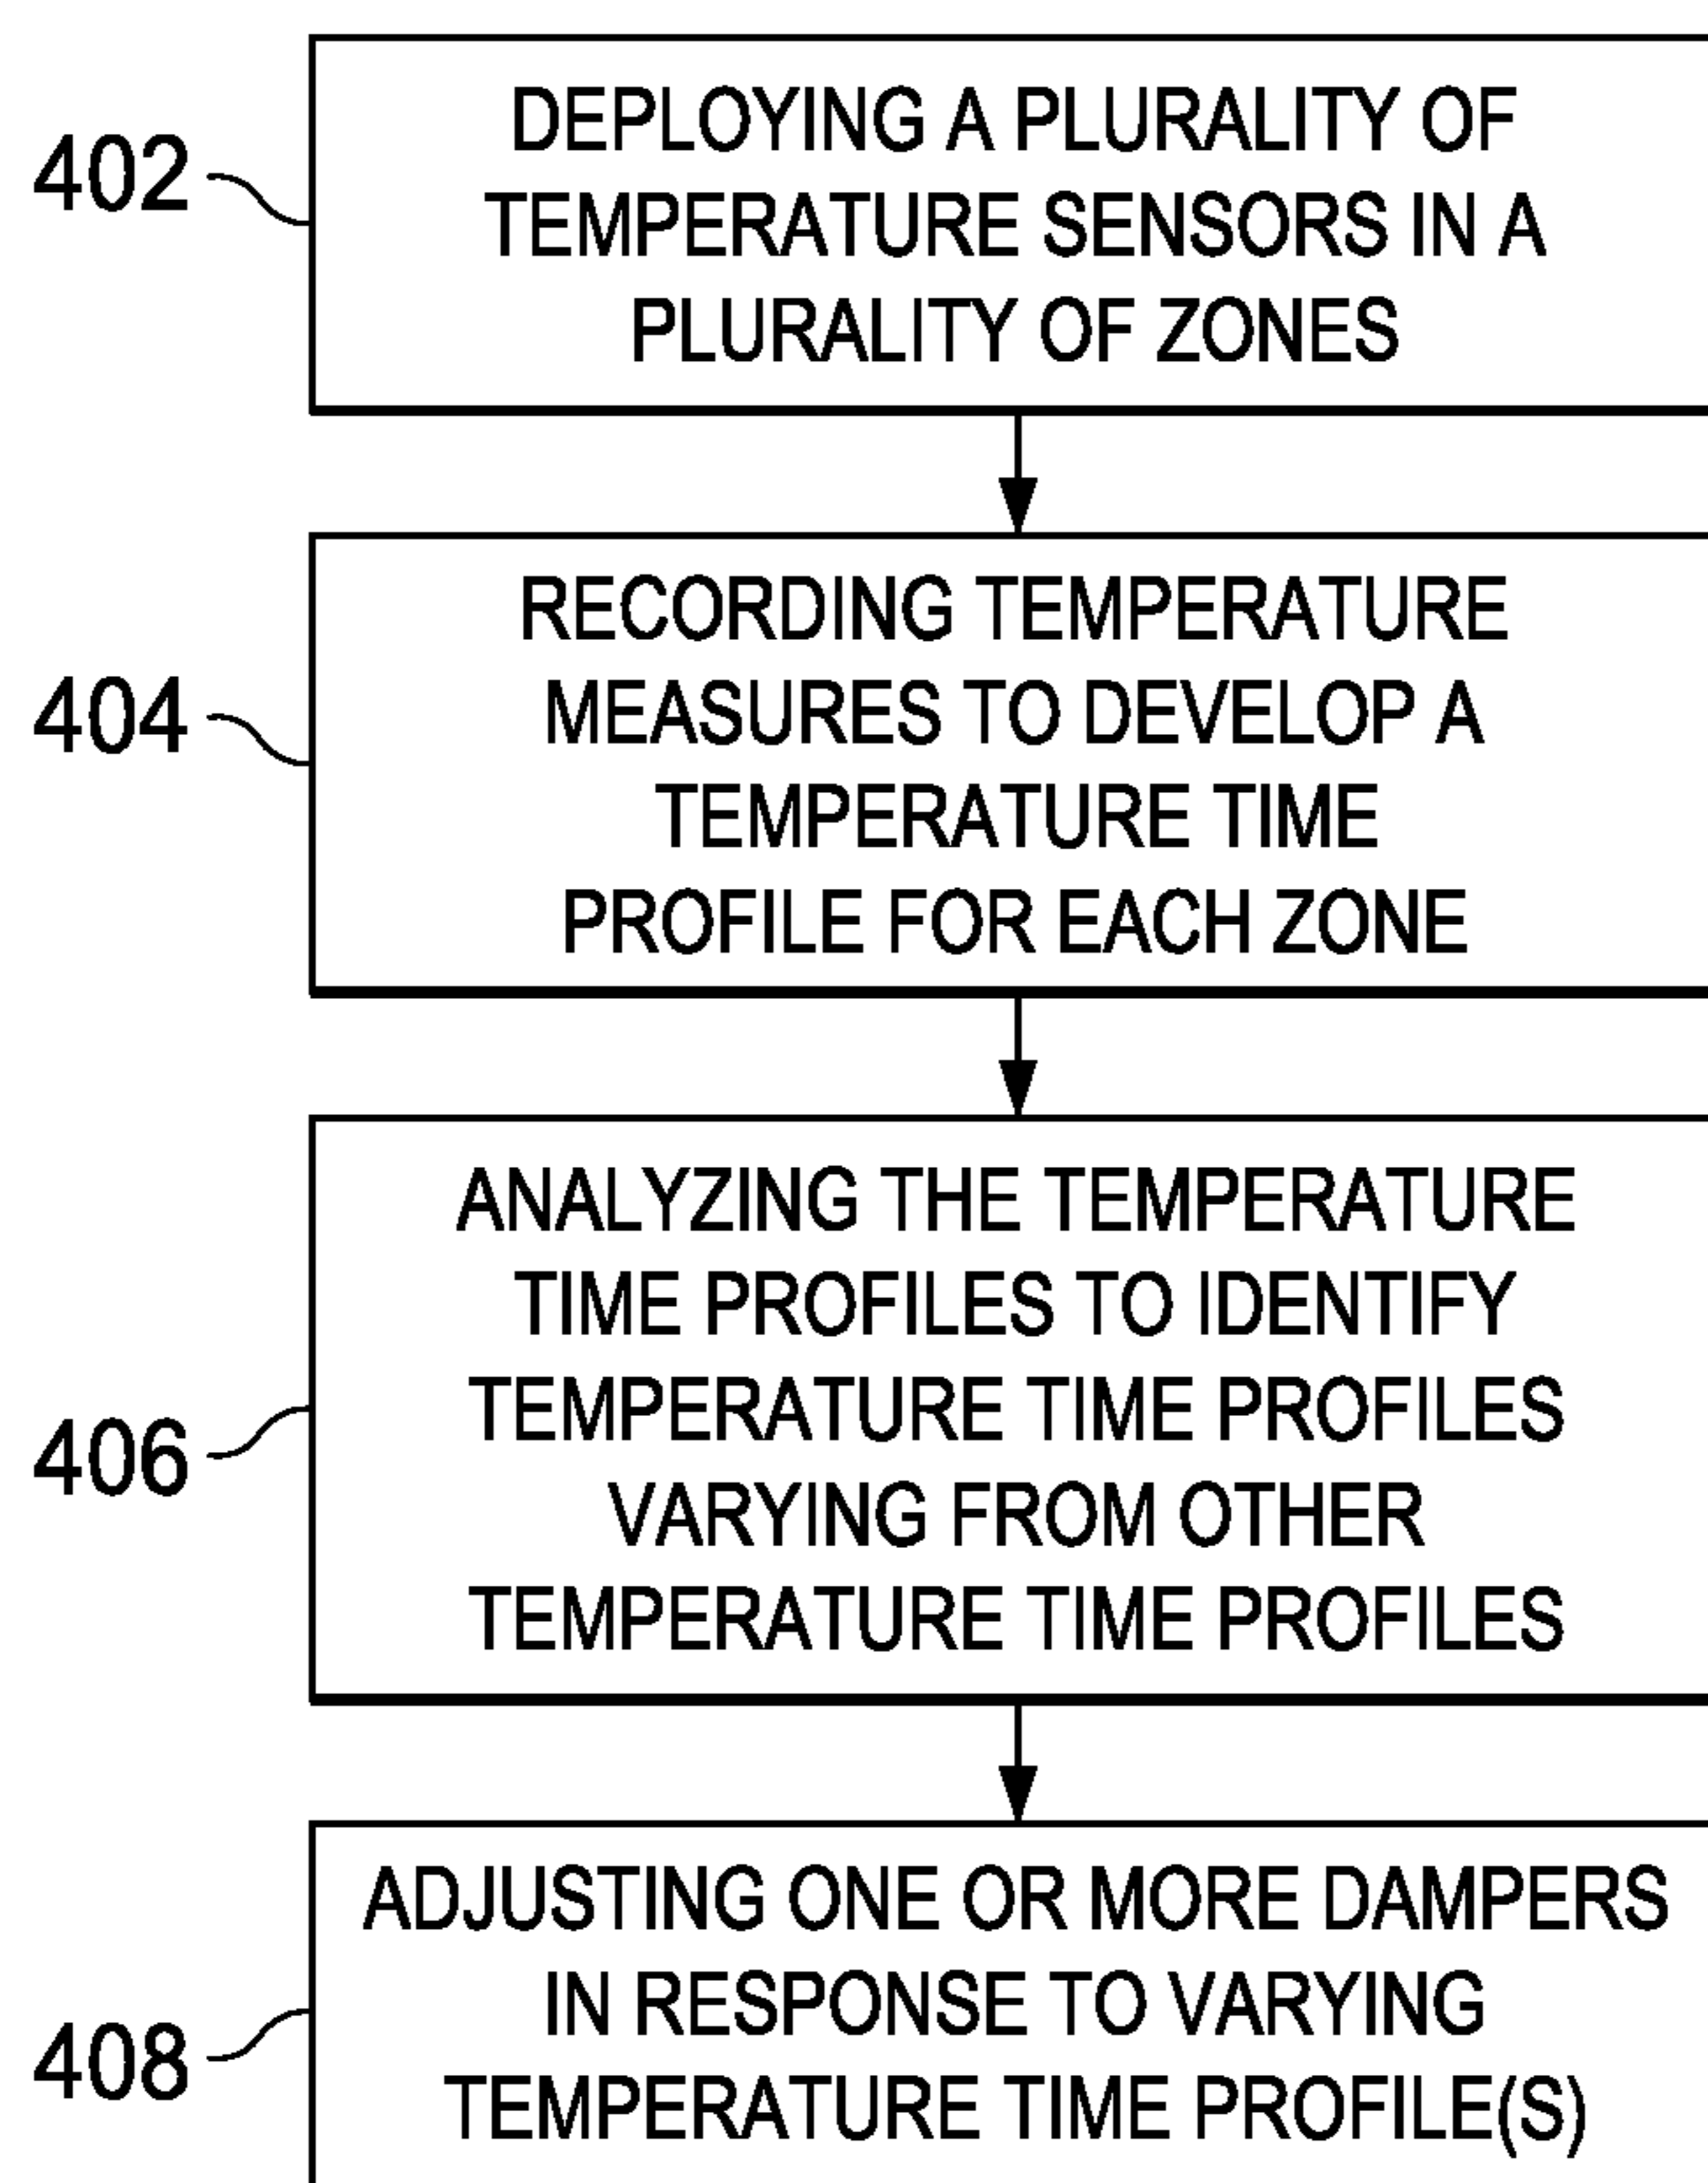 402
DEPLOYING A PLURALITY OF
TEMPERATURE SENSORS IN A
PLURALITY OF ZONES
404
RECORDING TEMPERATURE
MEASURES TO DEVELOP A
TEMPERATURE TIME
PROFILE FOR EACH ZONE
406
ANALYZING THE TEMPERATURE
TIME PROFILES TO IDENTIFY
TEMPERATURE TIME PROFILES
VARYING FROM OTHER
TEMPERATURE TIME PROFILES
408
ADJUSTING ONE OR MORE DAMPERS
IN RESPONSE TO VARYING
TEMPERATURE TIME PROFILE(S)